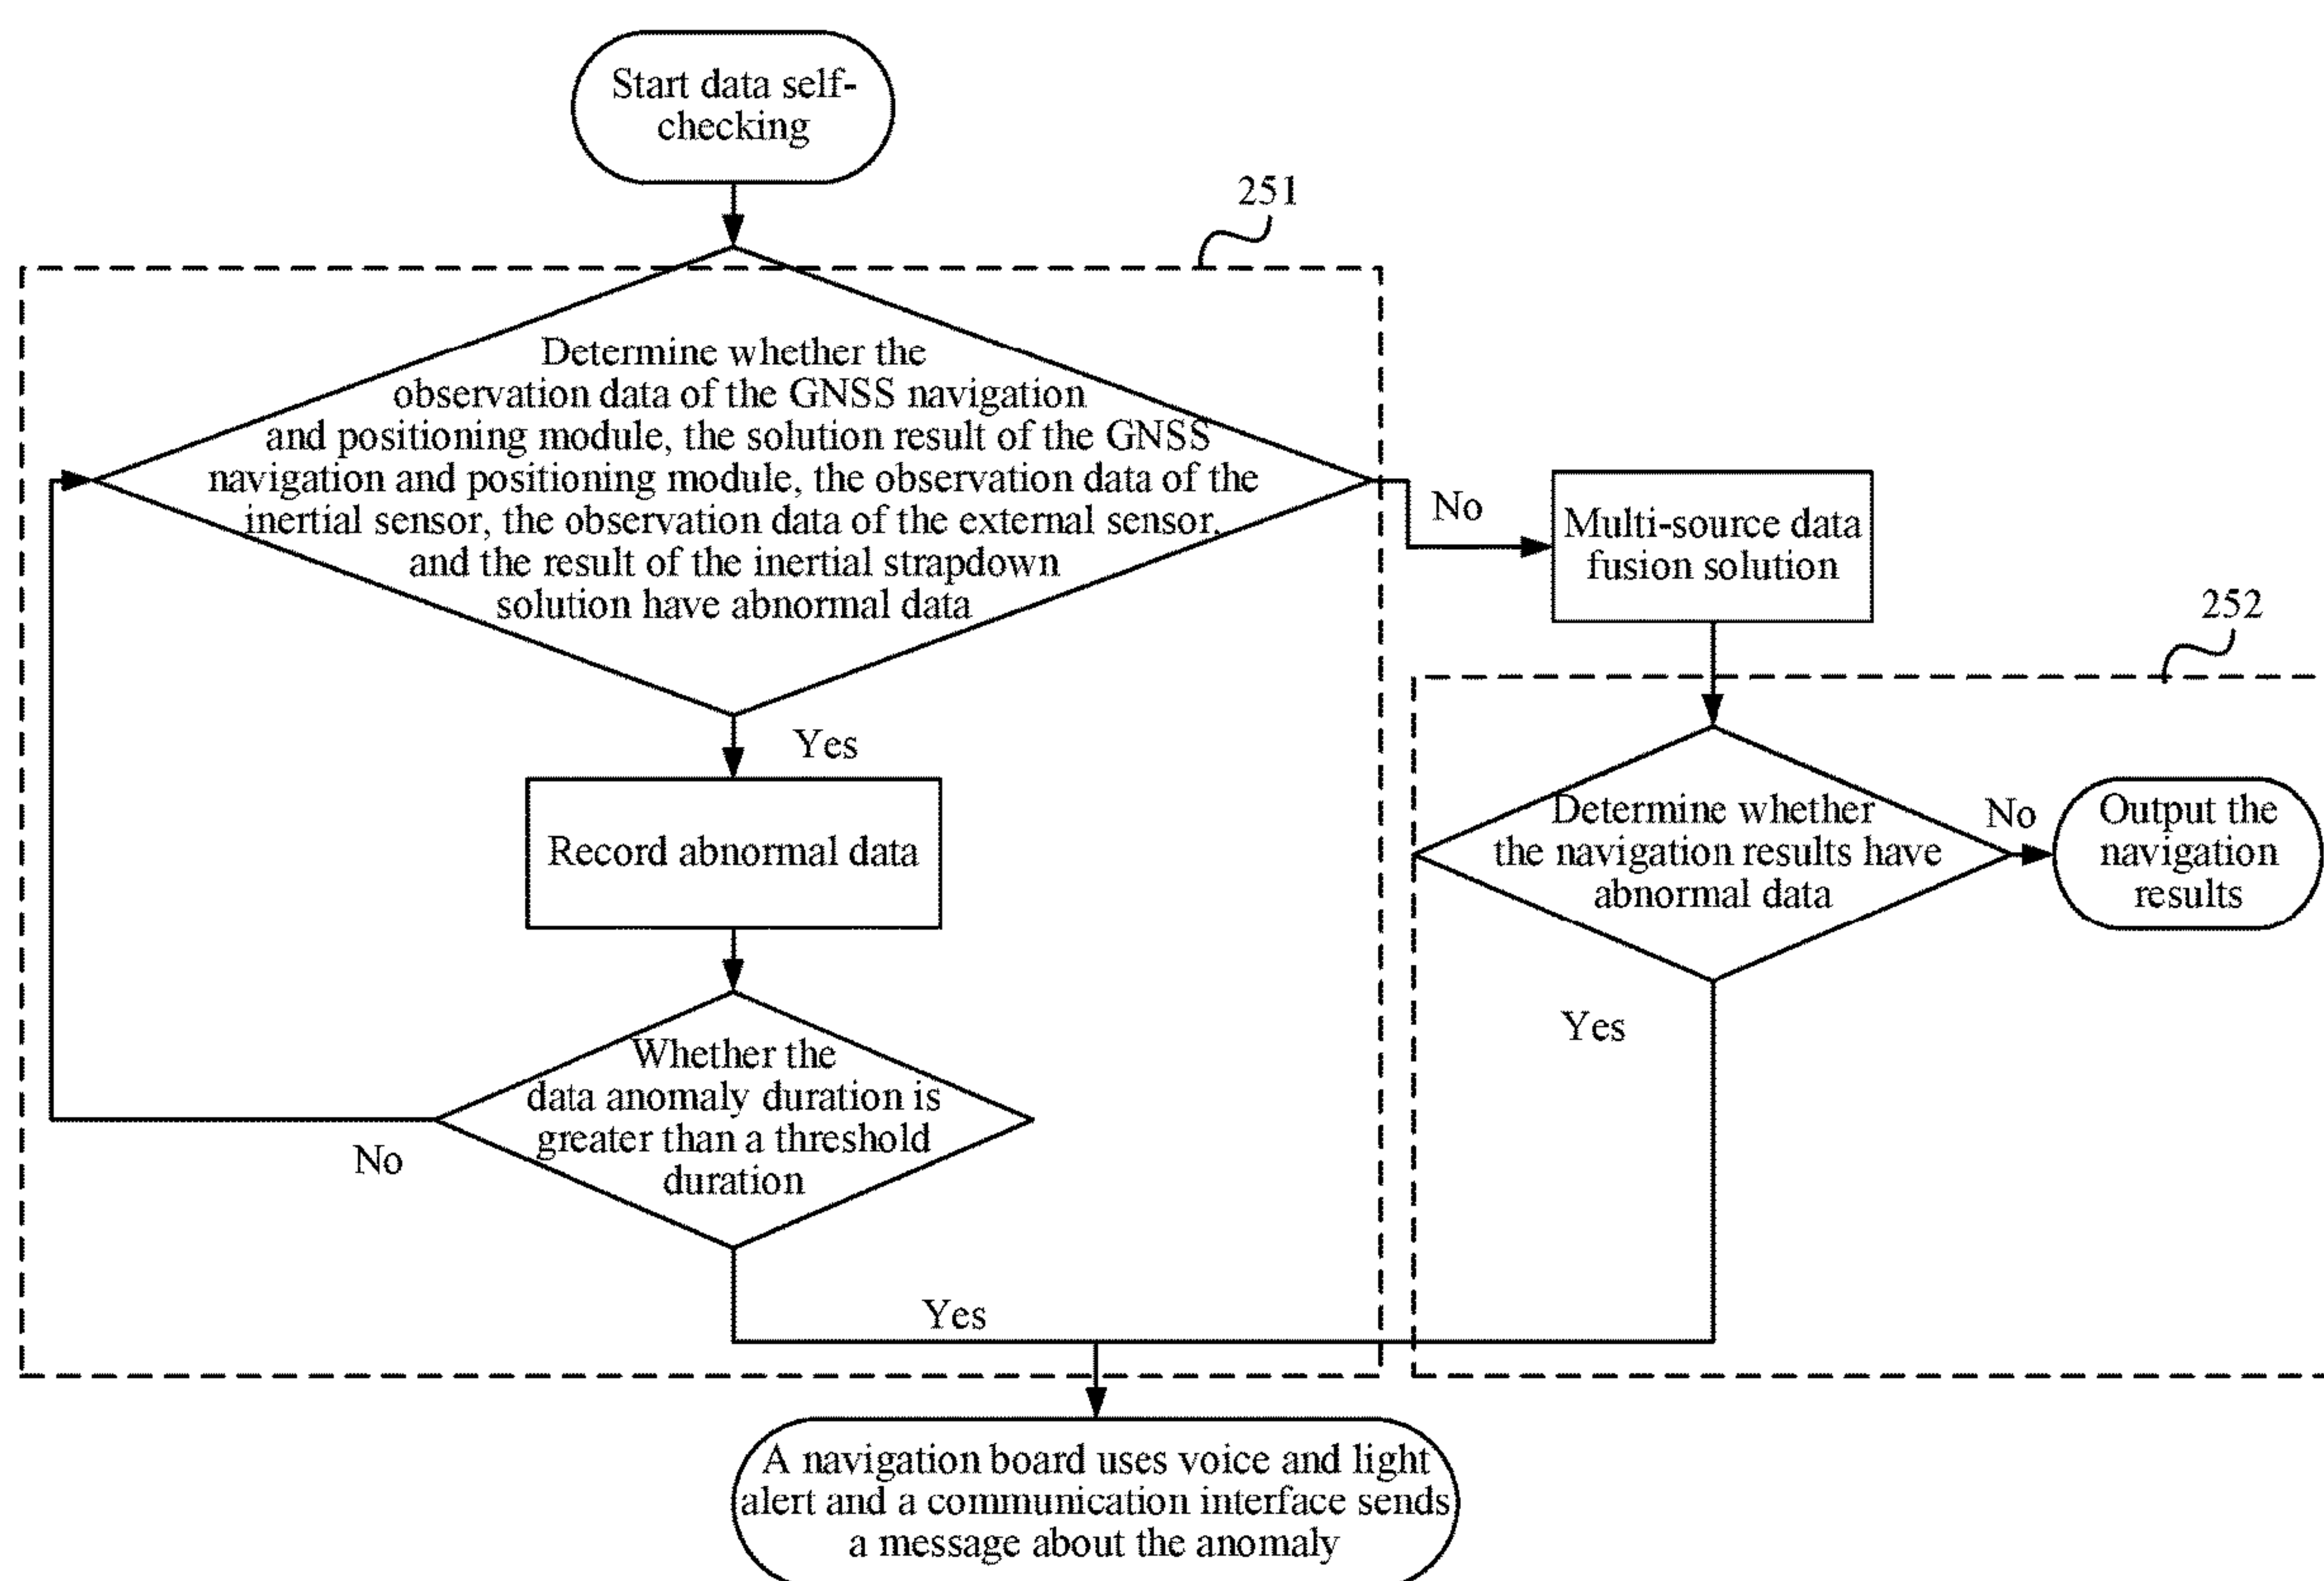 Start data self-
checking
251
Determine whether the
observation data of the GNSS navigation
and positioning module, the solution result of the GNSS
navigation and positioning module, the observation data of the
inertial sensor, the observation data of the external sensor,
and the result of the inertial strapdown
solution have abnormal data
No
Multi-source data
fusion solution
252
Yes
Record abnormal data
Determine whether
the navigation results have
abnormal data
No
Output the
navigation
results
Yes
Whether the
data anomaly duration is
greater than a threshold
duration
No
Yes
A navigation board uses voice and light
alert and a communication interface sends
a message about the anomaly